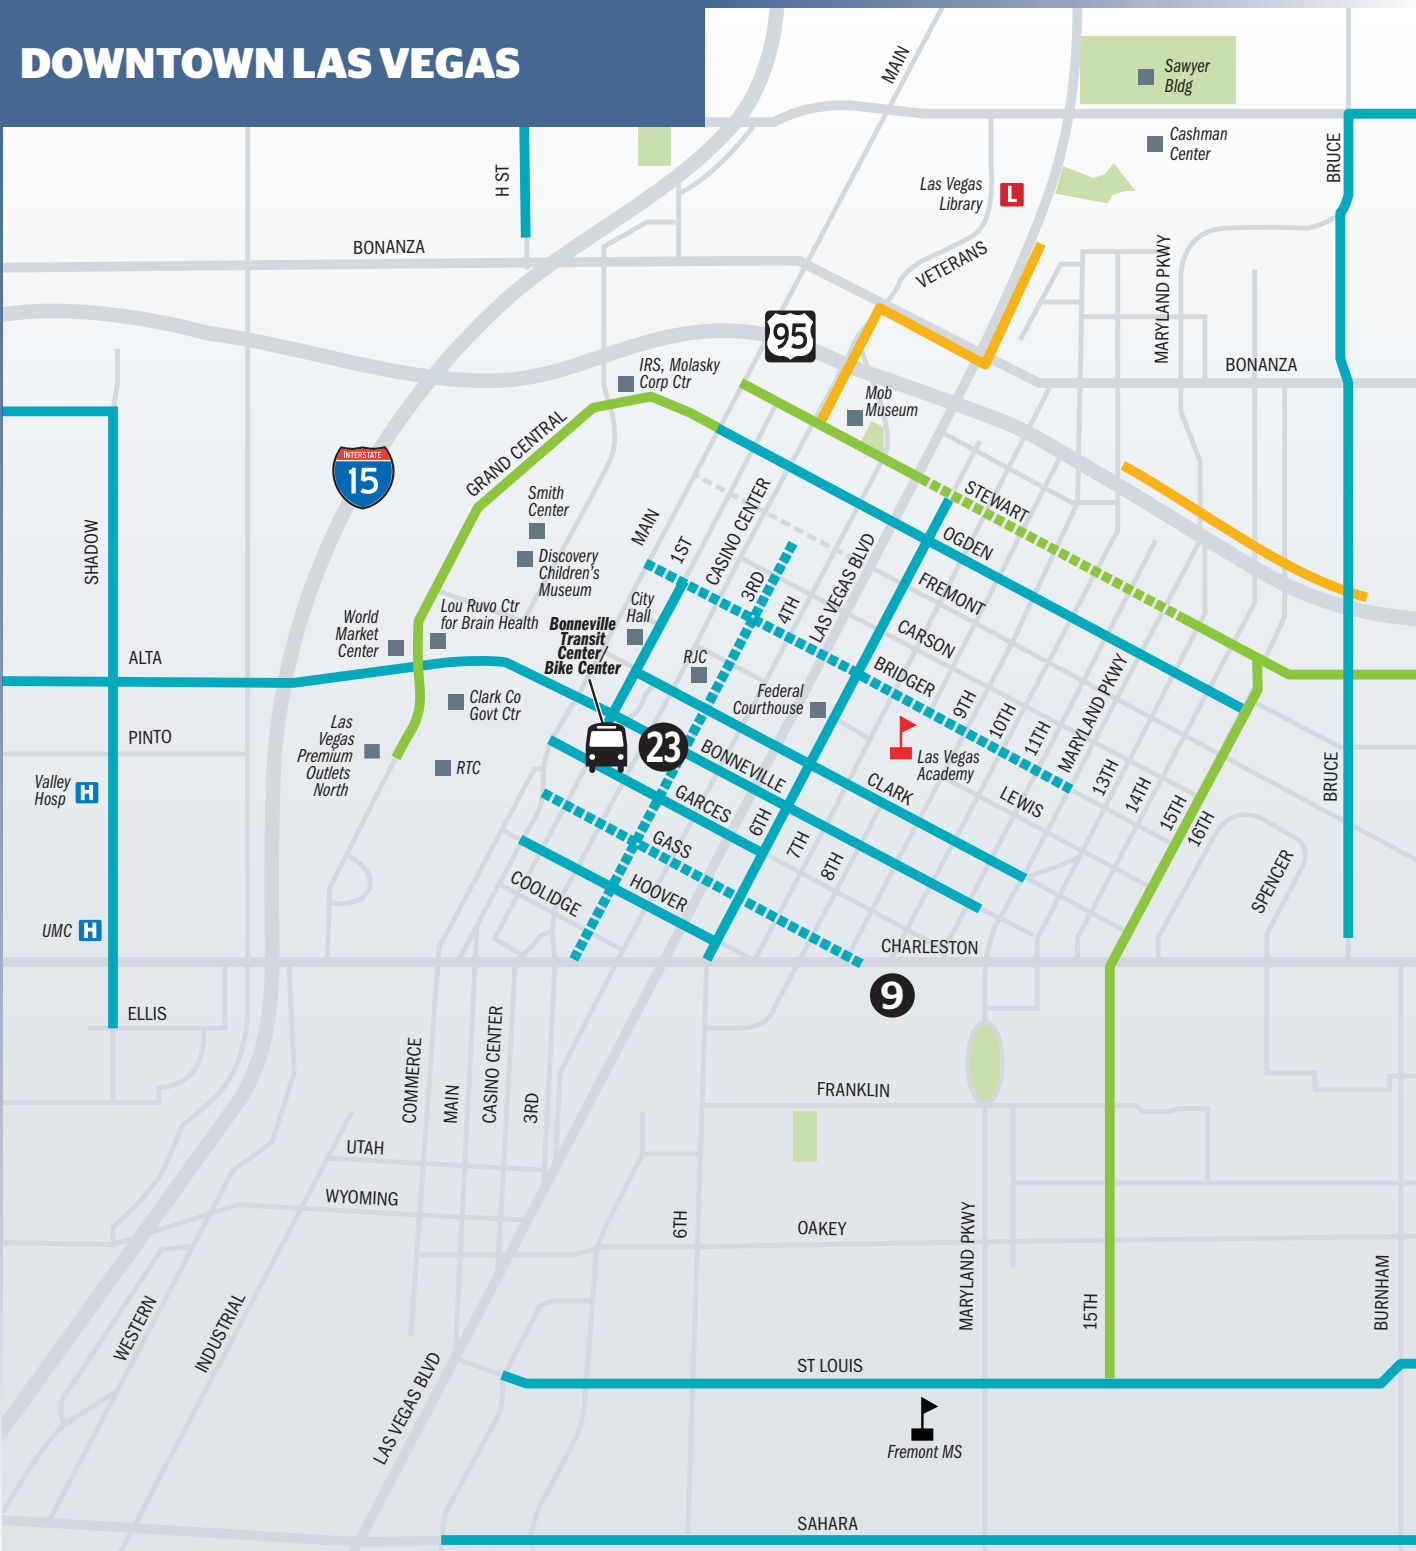 DOWNTOWN LAS VEGAS
MAIN
Sawyer
Bldg
Cashman
Center
BRUCE
H ST
Las Vegas
Library
L
BONANZA
VETERANS
MARYLAND PKWY
95
BONANZA
IRS, Molasky
Corp Ctr
Mob
Museum
GRAND CENTRAL
INTERSTATE
15
Smith
Center
STEWART
SHADOW
MAIN
1ST
CASINO CENTER
OGDEN
Discovery
Children's
Museum
3RD
4TH
LAS VEGAS BLVD
FREMONT
World
Market
Center
Lou Ruvo Ctr
for Brain Health
City
Hall
Bonneville
Transit
Center/
Bike Center
CARSON
ALTA
RJC
BRIDGER
MARYLAND PKWY
Federal
Courthouse
9TH
10TH
11TH
Clark Co
Govt Ctr
Las
Vegas
Premium
Outlets
North
PINTO
23
BONNEVILLE
Las Vegas
Academy
RTC
Valley
Hosp
H
GARCES
CLARK
LEWIS
13TH
14TH
15TH
16TH
BRUCE
6TH
7TH
8TH
GASS
HOOVER
COOLIDGE
SPENCER
UMC
H
CHARLESTON
9
ELLIS
COMMERCE
MAIN
CASINO CENTER
3RD
FRANKLIN
UTAH
WYOMING
6TH
OAKEY
MARYLAND PKWY
15TH
BURNHAM
WESTERN
INDUSTRIAL
LAS VEGAS BLVD
ST LOUIS
Fremont MS
SAHARA